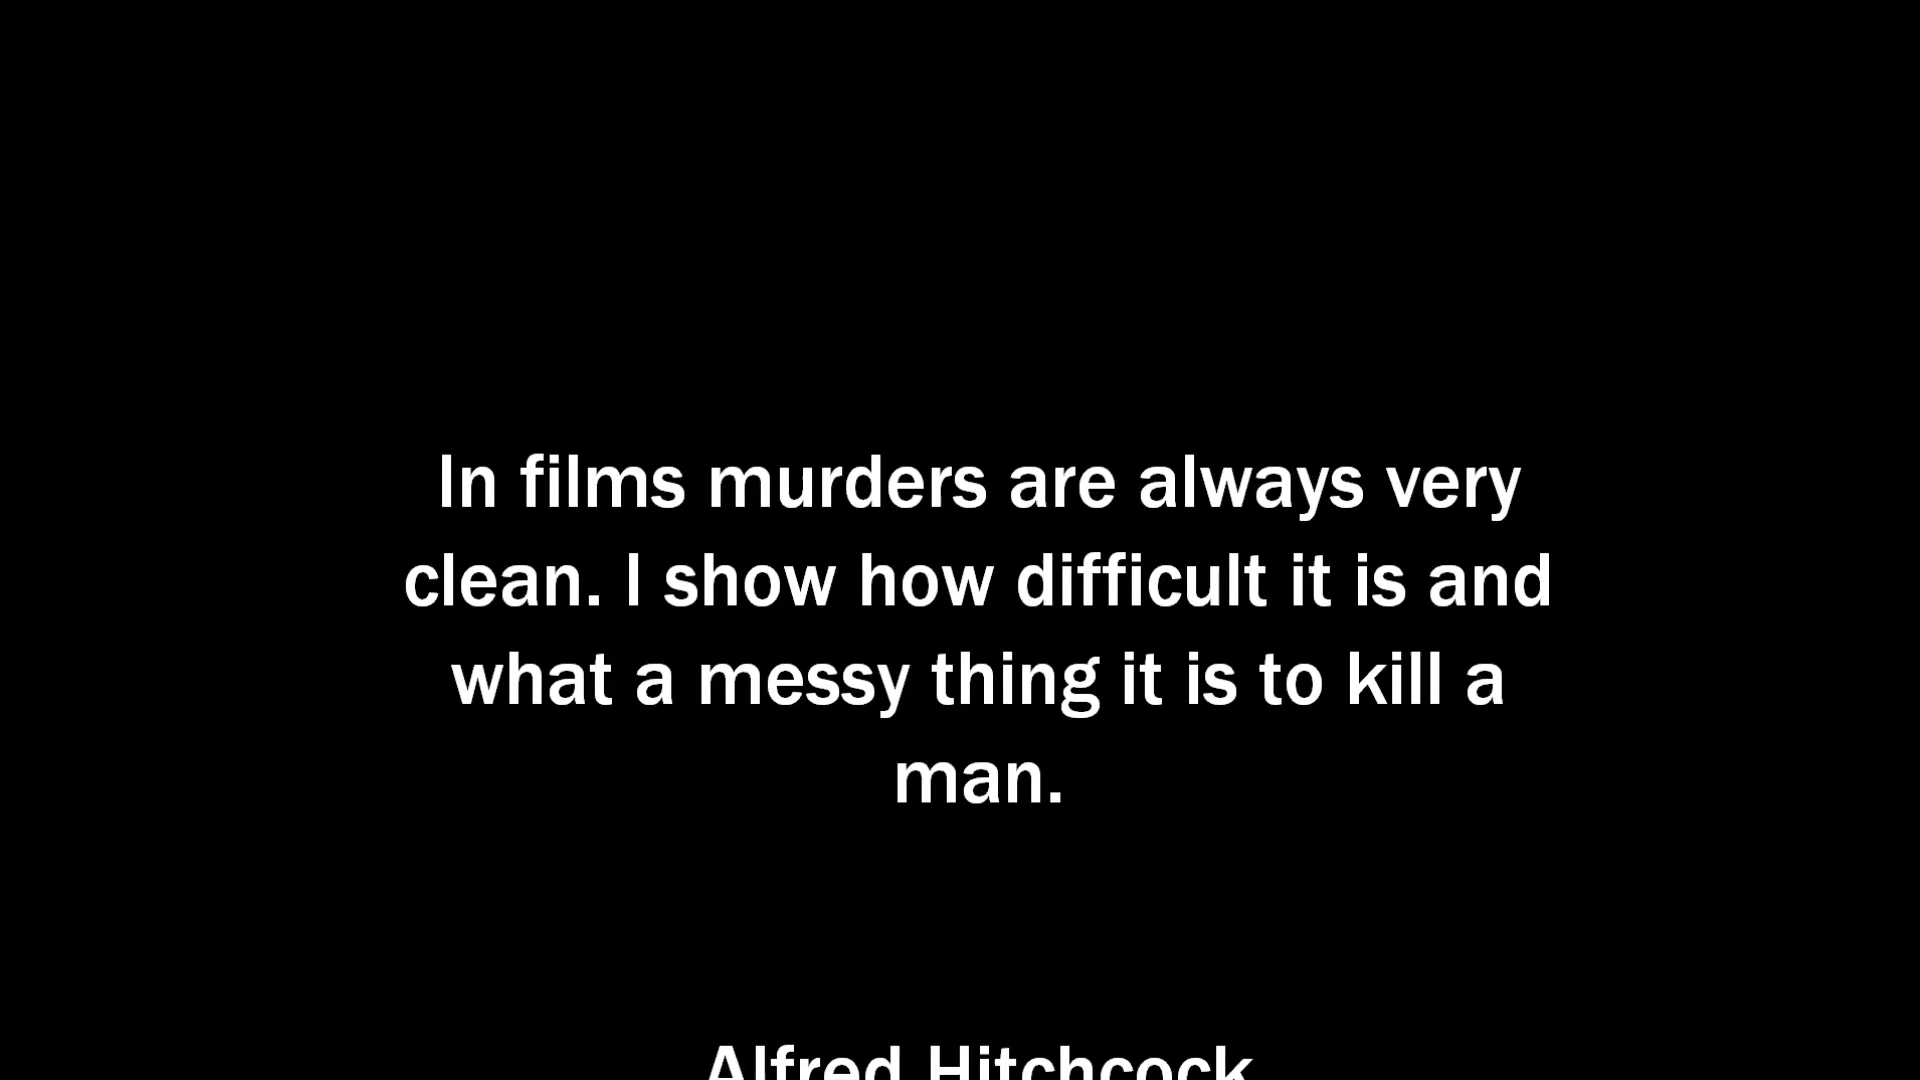 In films murders are always very
clean. I show how difficult it is and
what a messy thing it is to kill a
man.
Alfred Hitchcock